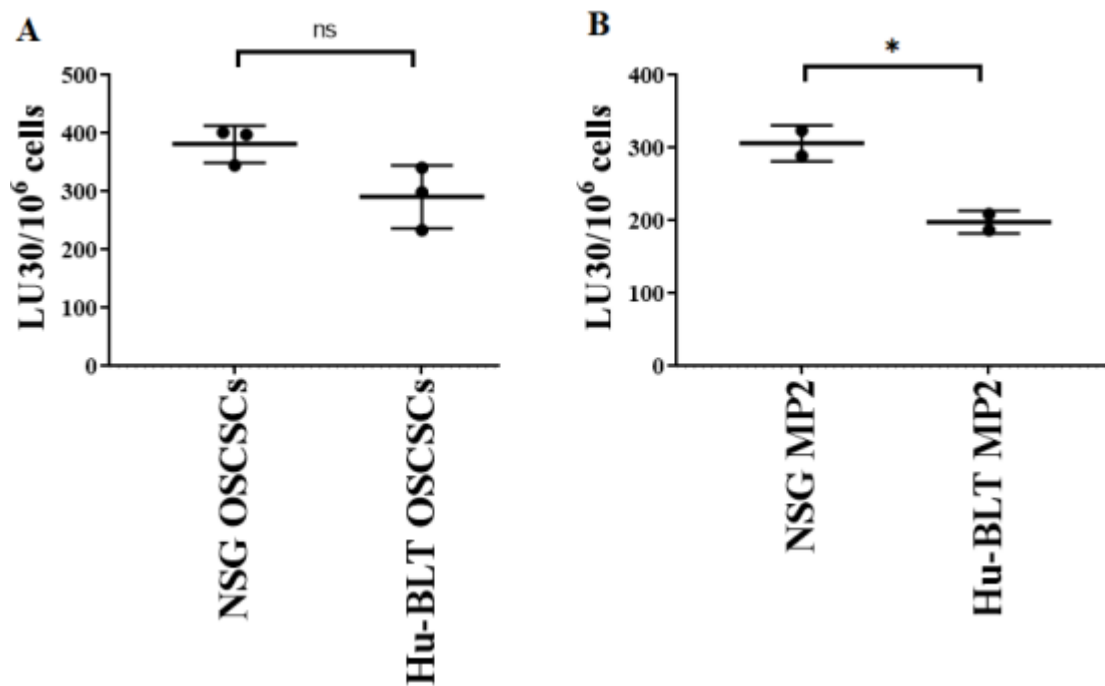 A
ns
LU30/10⁶ cells
500
400
300
200
100
0
NSG OSCSCs
Hu-BLT OSCSCs
B
*
LU30/10⁶ cells
400
300
200
100
0
NSG MP2
Hu-BLT MP2